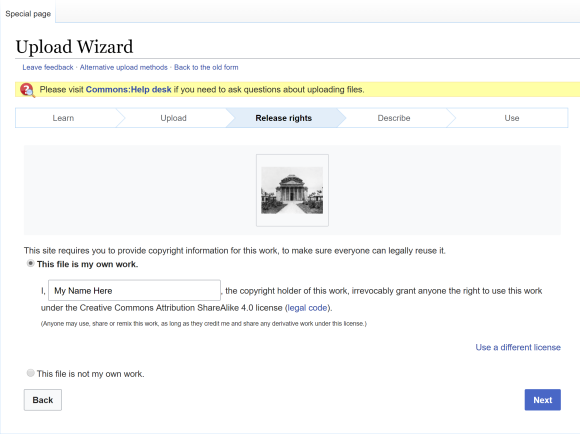 Special page
Upload Wizard
Leave feedback · Alternative upload methods · Back to the old form
Please visit Commons:Help desk if you need to ask questions about uploading files.
Learn Upload Release rights Describe Use
This site requires you to provide copyright information for this work, to make sure everyone can legally reuse it.
This file is my own work.
I, My Name Here , the copyright holder of this work, irrevocably grant anyone the right to use this work
under the Creative Commons Attribution ShareAlike 4.0 license (legal code).
(Anyone may use, share or remix this work, as long as they credit me and share any derivative work under this license.)
Use a different license
This file is not my own work.
Back Next